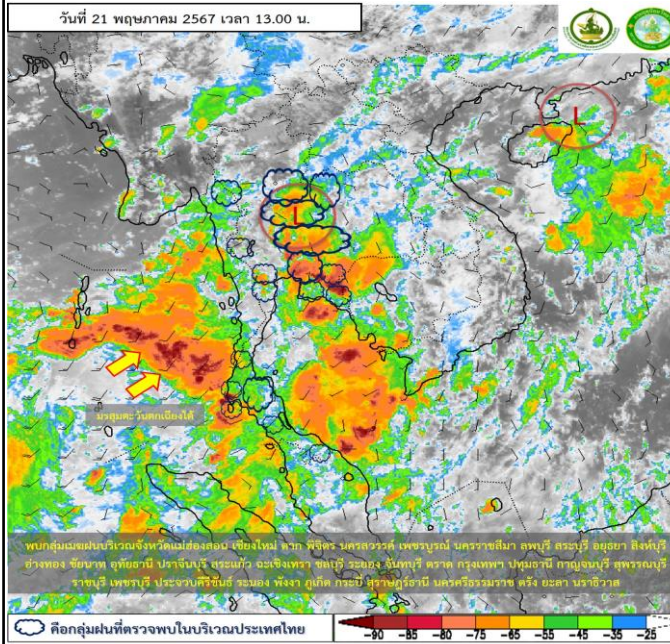 วันที่ 21 พฤษภาคม 2567 เวลา 13.00 น.
L
L
มรสุมตะวันตกเฉียงใต้
พบกลุ่มเมฆฝนบริเวณจังหวัดแม่ฮ่องสอน เชียงใหม่ ตาก พิจิตร นครสวรรค์ เพชรบูรณ์ นครราชสีมา ลพบุรี สระบุรี อยุธยา สิงห์บุรี
อ่างทอง ชัยนาท อุทัยธานี ปราจีนบุรี สระแก้ว ฉะเชิงเทรา ชลบุรี ระยอง จันทบุรี ตราด กรุงเทพฯ ปทุมธานี กาญจนบุรี สุพรรณบุรี
ราชบุรี เพชรบุรี ประจวบคีรีขันธ์ ระนอง พังงา ภูเก็ต กระบี่ สุราษฎร์ธานี นครศรีธรรมราช ตรัง ยะลา นราธิวาส
คือกลุ่มฝนที่ตรวจพบในบริเวณประเทศไทย
-90 -85 -80 -75 -65 -55 -45 -35 -20